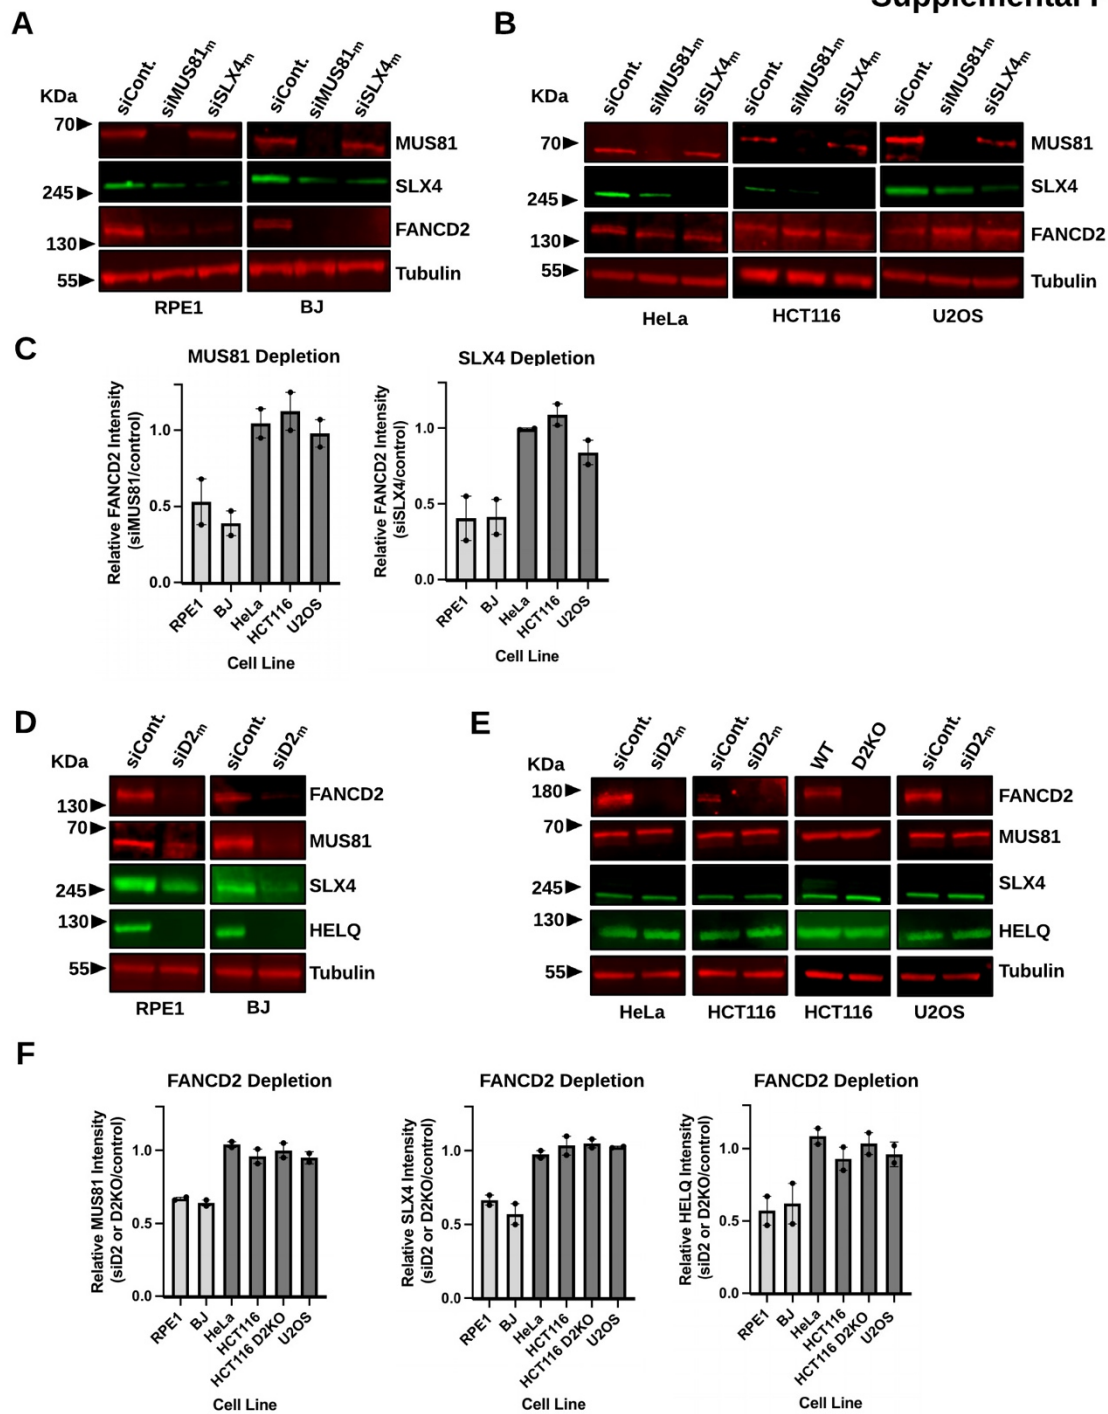 A
KDa
siCont.
siMUS81m
siSLX4m
siCont.
siMUS81m
siSLX4m
70
245
130
55
MUS81
SLX4
FANCD2
Tubulin
RPE1
BJ
B
KDa
siCont.
siMUS81m
siSLX4m
siCont.
siMUS81m
siSLX4m
siCont.
siMUS81m
siSLX4m
70
245
130
55
MUS81
SLX4
FANCD2
Tubulin
HeLa
HCT116
U2OS
C
MUS81 Depletion
Relative FANCD2 Intensity
(siMUS81/control)
1.0
0.5
0.0
RPE1
BJ
HeLa
HCT116
U2OS
Cell Line
SLX4 Depletion
Relative FANCD2 Intensity
(siSLX4/control)
1.0
0.5
0.0
RPE1
BJ
HeLa
HCT116
U2OS
Cell Line
D
KDa
siCont.
siD2m
siCont.
siD2m
130
70
245
130
55
FANCD2
MUS81
SLX4
HELQ
Tubulin
RPE1
BJ
E
KDa
siCont.
siD2m
siCont.
siD2m
WT
D2KO
siCont.
siD2m
180
70
245
130
55
FANCD2
MUS81
SLX4
HELQ
Tubulin
HeLa
HCT116
HCT116
U2OS
F
FANCD2 Depletion
Relative MUS81 Intensity
(siD2 or D2KO/control)
1.0
0.5
0.0
RPE1
BJ
HeLa
HCT116
HCT116 D2KO
U2OS
Cell Line
FANCD2 Depletion
Relative SLX4 Intensity
(siD2 or D2KO/control)
1.0
0.5
0.0
RPE1
BJ
HeLa
HCT116
HCT116 D2KO
U2OS
Cell Line
FANCD2 Depletion
Relative HELQ Intensity
(siD2 or D2KO/control)
1.0
0.5
0.0
RPE1
BJ
HeLa
HCT116
HCT116 D2KO
U2OS
Cell Line